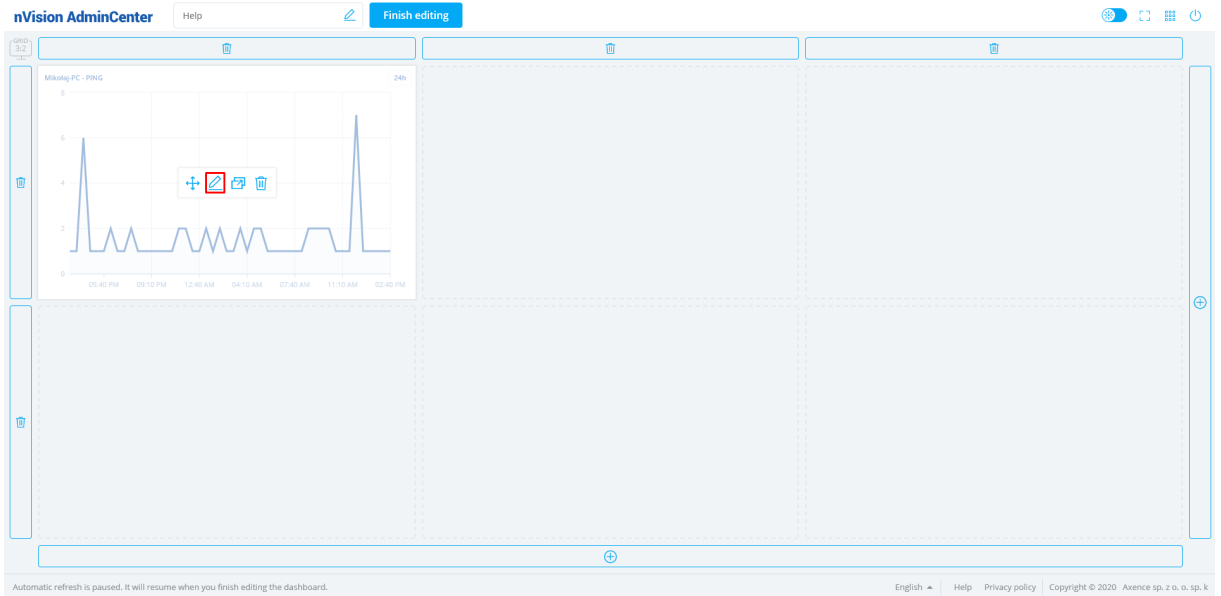 nVision AdminCenter
Help
Finish editing
GRID
3:2
Mikołaj-PC - PING
24h
8
6
4
2
0
05:40 PM 09:10 PM 12:40 AM 04:10 AM 07:40 AM 11:10 AM 02:40 PM
Automatic refresh is paused. It will resume when you finish editing the dashboard.
English
Help
Privacy policy
Copyright © 2020 Axence sp. z o. o. sp. k